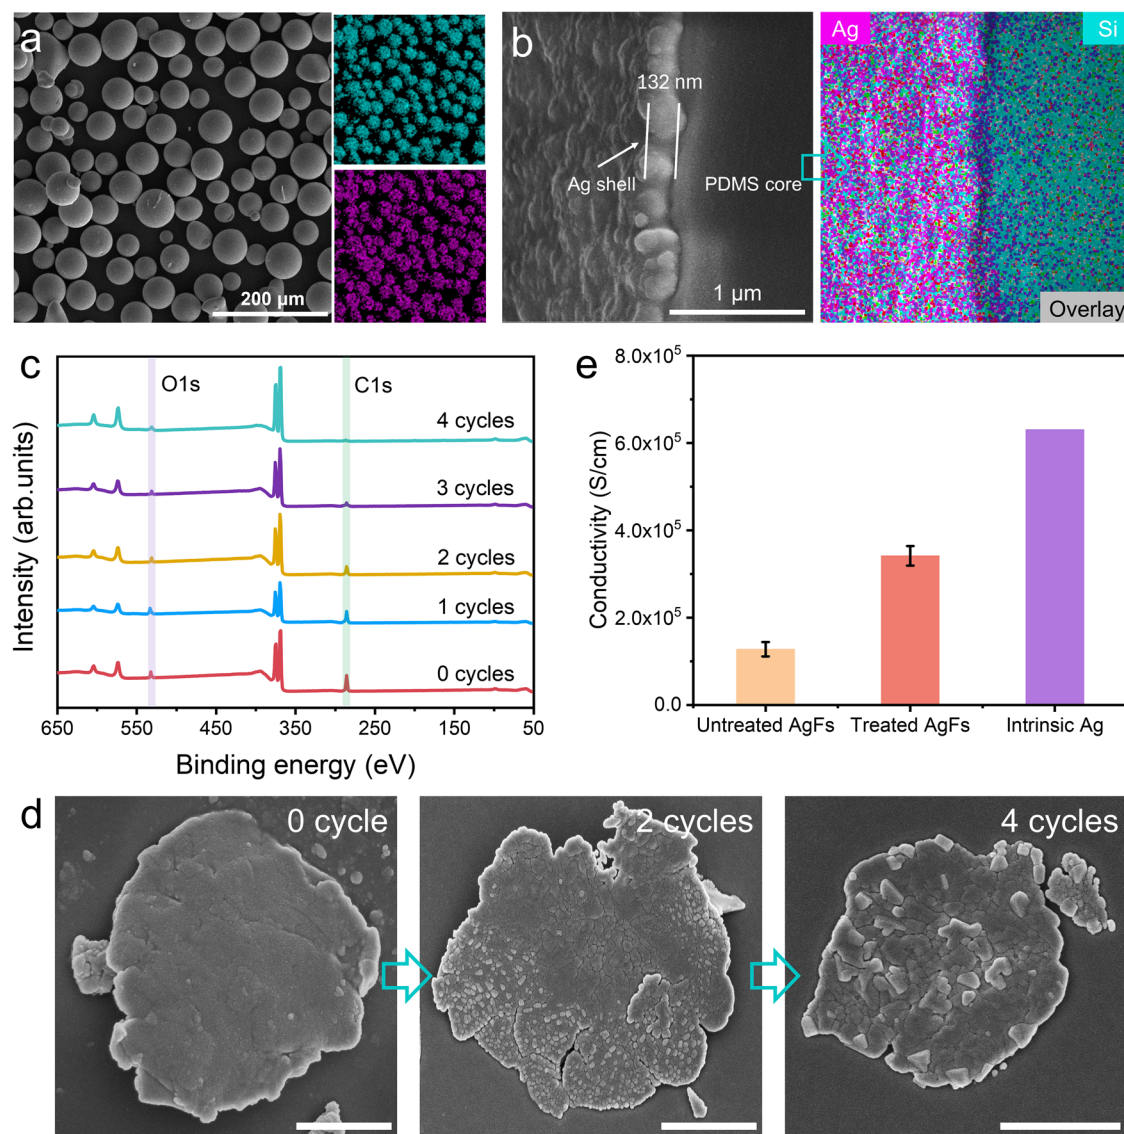 a
200 μm
b
132 nm
Ag shell
PDMS core
1 μm
Ag
Si
Overlay
c
O1s
C1s
4 cycles
3 cycles
2 cycles
1 cycles
0 cycles
Intensity (arb.units)
650
550
450
350
250
150
50
Binding energy (eV)
e
8.0x10⁵
6.0x10⁵
4.0x10⁵
2.0x10⁵
0.0
Conductivity (S/cm)
Untreated AgFs
Treated AgFs
Intrinsic Ag
d
0 cycle
2 cycles
4 cycles